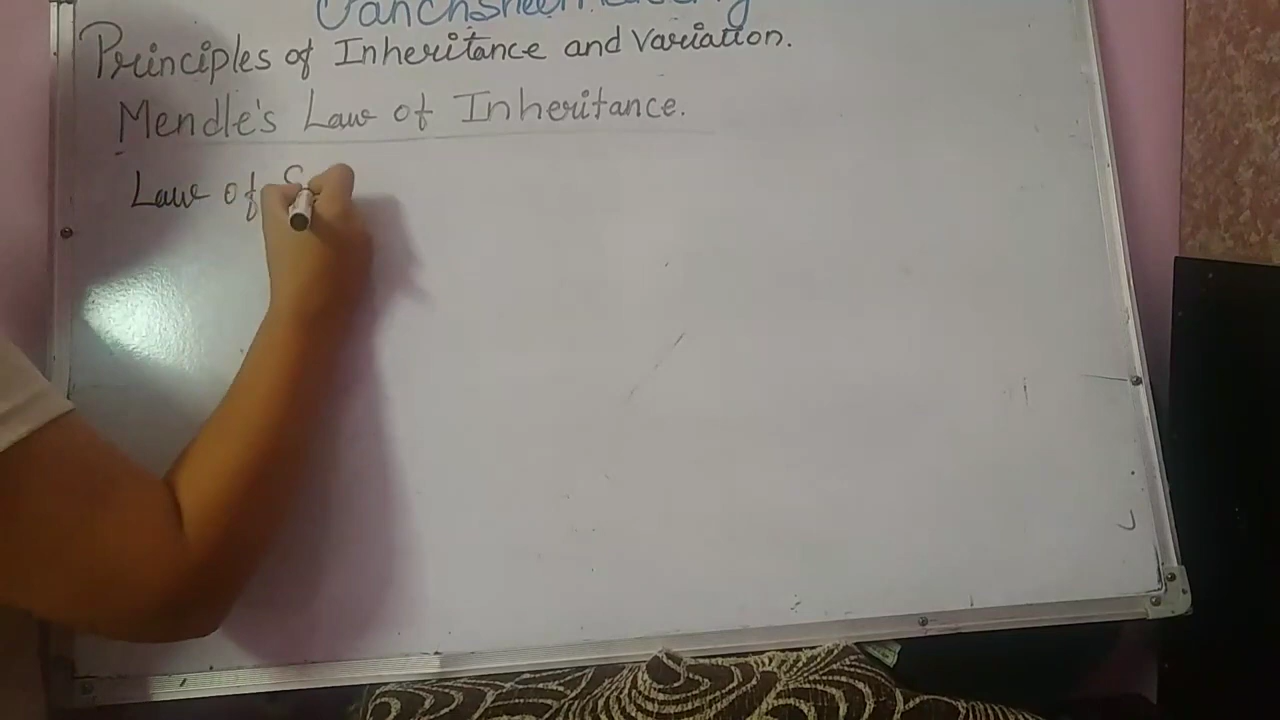 Principles of Inheritance and Variation.
Mendle's Law of Inheritance.
Law of